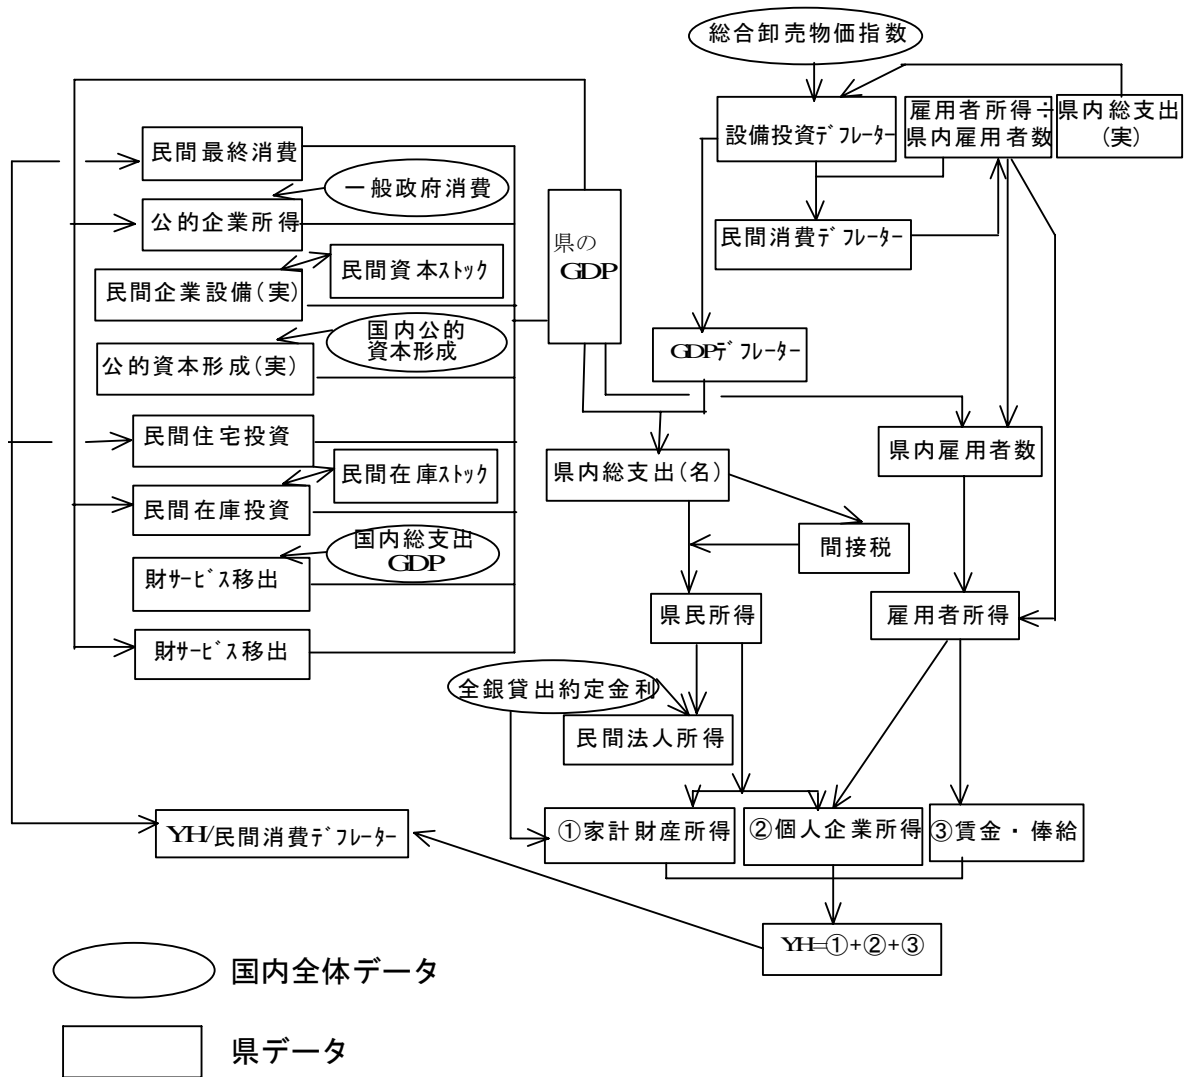 総合卸売物価指数
設備投資デフレーター
雇用者所得÷
県内雇用者数
県内総支出
(実)
民間最終消費
一般政府消費
公的企業所得
県の
GDP
民間消費デフレーター
民間資本ストック
民間企業設備(実)
国内公的
資本形成
公的資本形成(実)
GDPデフレーター
民間住宅投資
県内雇用者数
民間在庫ストック
県内総支出(名)
民間在庫投資
国内総支出
GDP
間接税
財サービス移出
県民所得
雇用者所得
財サービス移出
全銀貸出約定金利
民間法人所得
YH/民間消費デフレーター
①家計財産所得
②個人企業所得
③賃金・俸給
YH=①+②+③
国内全体データ
県データ